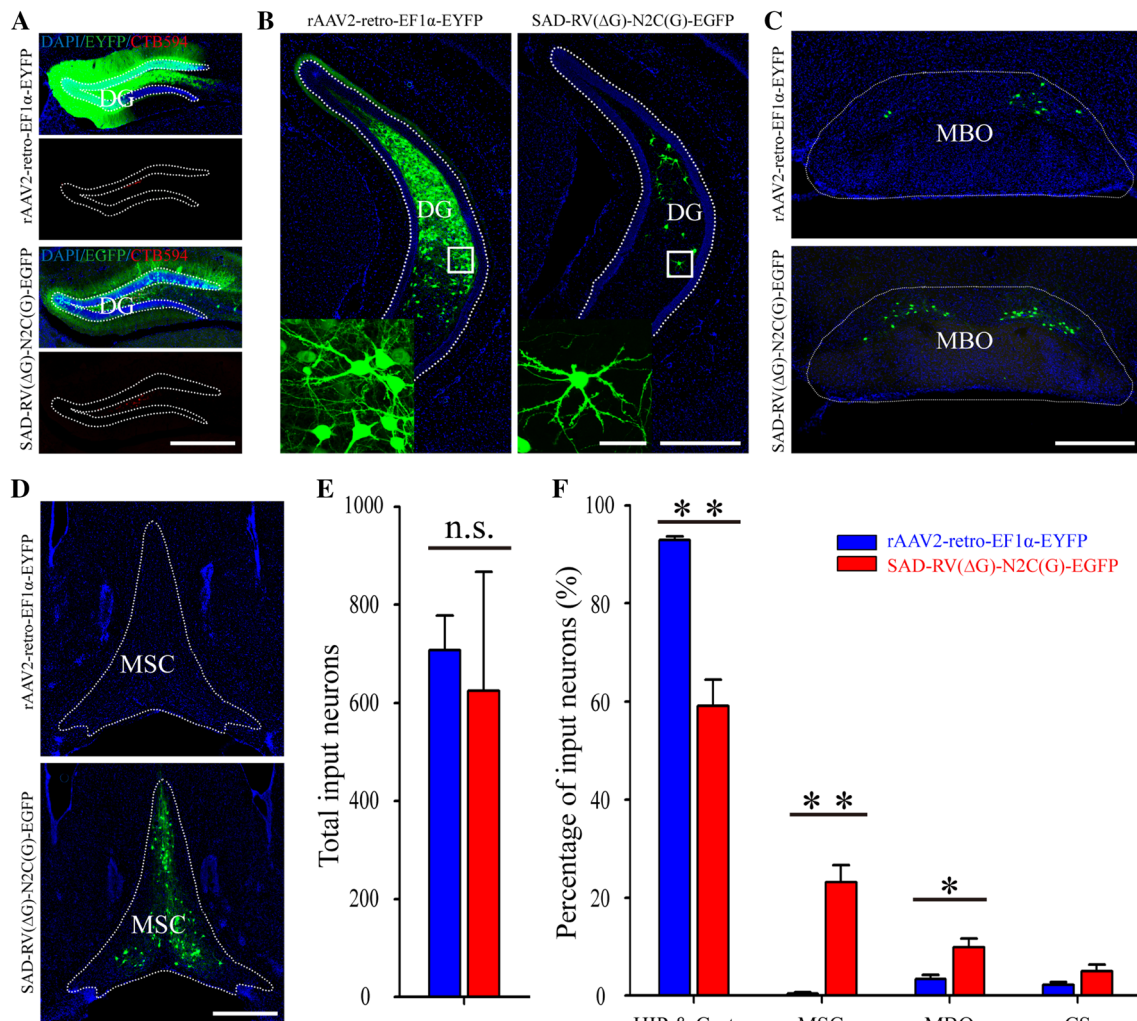 A
rAAV2-retro-EF1α-EYFP
DAPI/EYFP/CTB594
DG
SAD-RV(ΔG)-N2C(G)-EGFP
DAPI/EGFP/CTB594
DG
B
rAAV2-retro-EF1α-EYFP
SAD-RV(ΔG)-N2C(G)-EGFP
DG
DG
C
rAAV2-retro-EF1α-EYFP
MBO
SAD-RV(ΔG)-N2C(G)-EGFP
MBO
D
rAAV2-retro-EF1α-EYFP
MSC
SAD-RV(ΔG)-N2C(G)-EGFP
MSC
E
Total input neurons
1000
800
600
400
200
0
n.s.
F
Percentage of input neurons (%)
100
80
60
40
20
0
* *
* *
*
rAAV2-retro-EF1α-EYFP
SAD-RV(ΔG)-N2C(G)-EGFP
MSC
MBO
CS